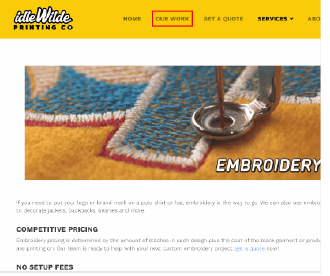 idleWilde
PRINTING CO
HOME OUR WORK GET A QUOTE SERVICES ABO
EMBROIDERY
If you need to put your logo or brand mark on a polo shirt or hat, embroidery is the way to go. We can also use embro
to decorate jackets, backpacks, beanies and more.
COMPETITIVE PRICING
Embroidery pricing is determined by the amount of stitches in each design plus the cost of the blank garment or produ
are printing on. Our team is ready to help with your next custom embroidery project, get a quote now!
NO SETUP FEES